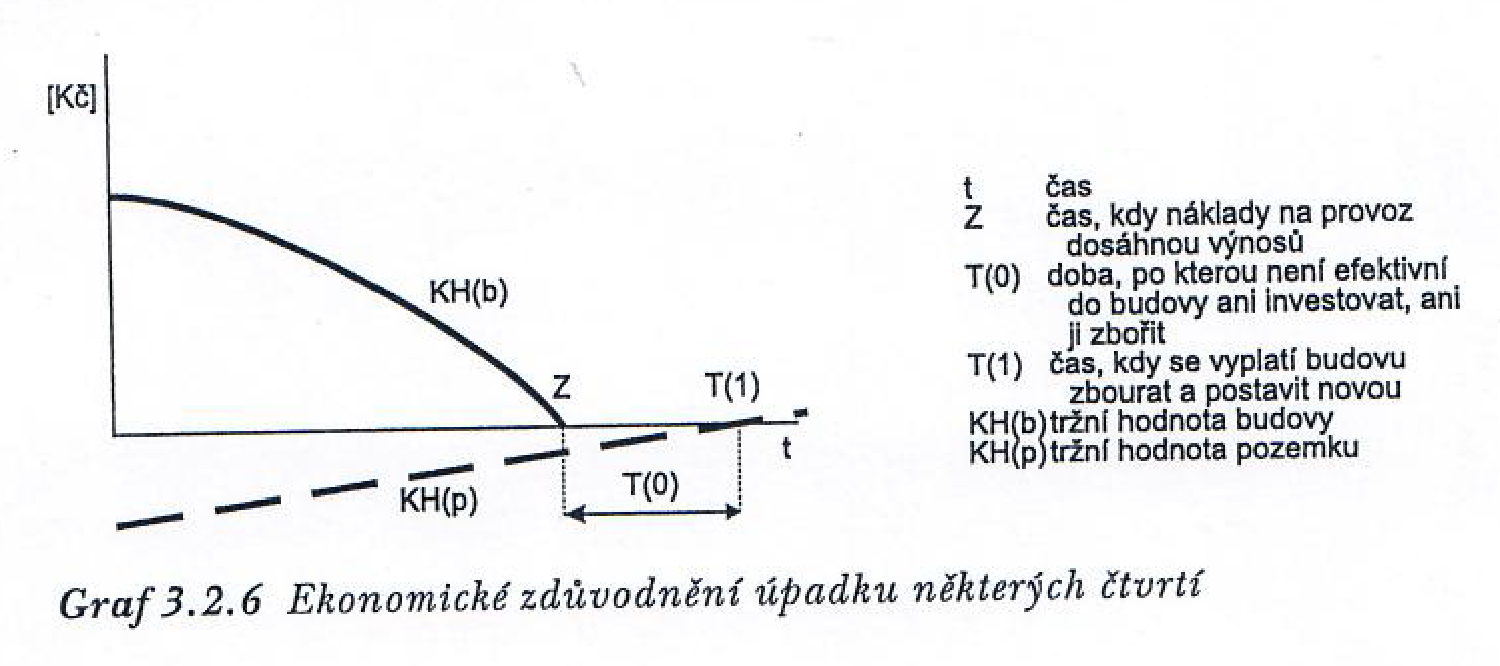 [Kč]
KH(b)
Z
T(1)
t
KH(p)
T(0)
t čas
Z čas, kdy náklady na provoz
dosáhnou výnosů
T(0) doba, po kterou není efektivní
do budovy ani investovat, ani
ji zbořit
T(1) čas, kdy se vyplatí budovu
zbourat a postavit novou
KH(b) tržní hodnota budovy
KH(p) tržní hodnota pozemku
Graf 3.2.6 Ekonomické zdůvodnění úpadku některých čtvrtí